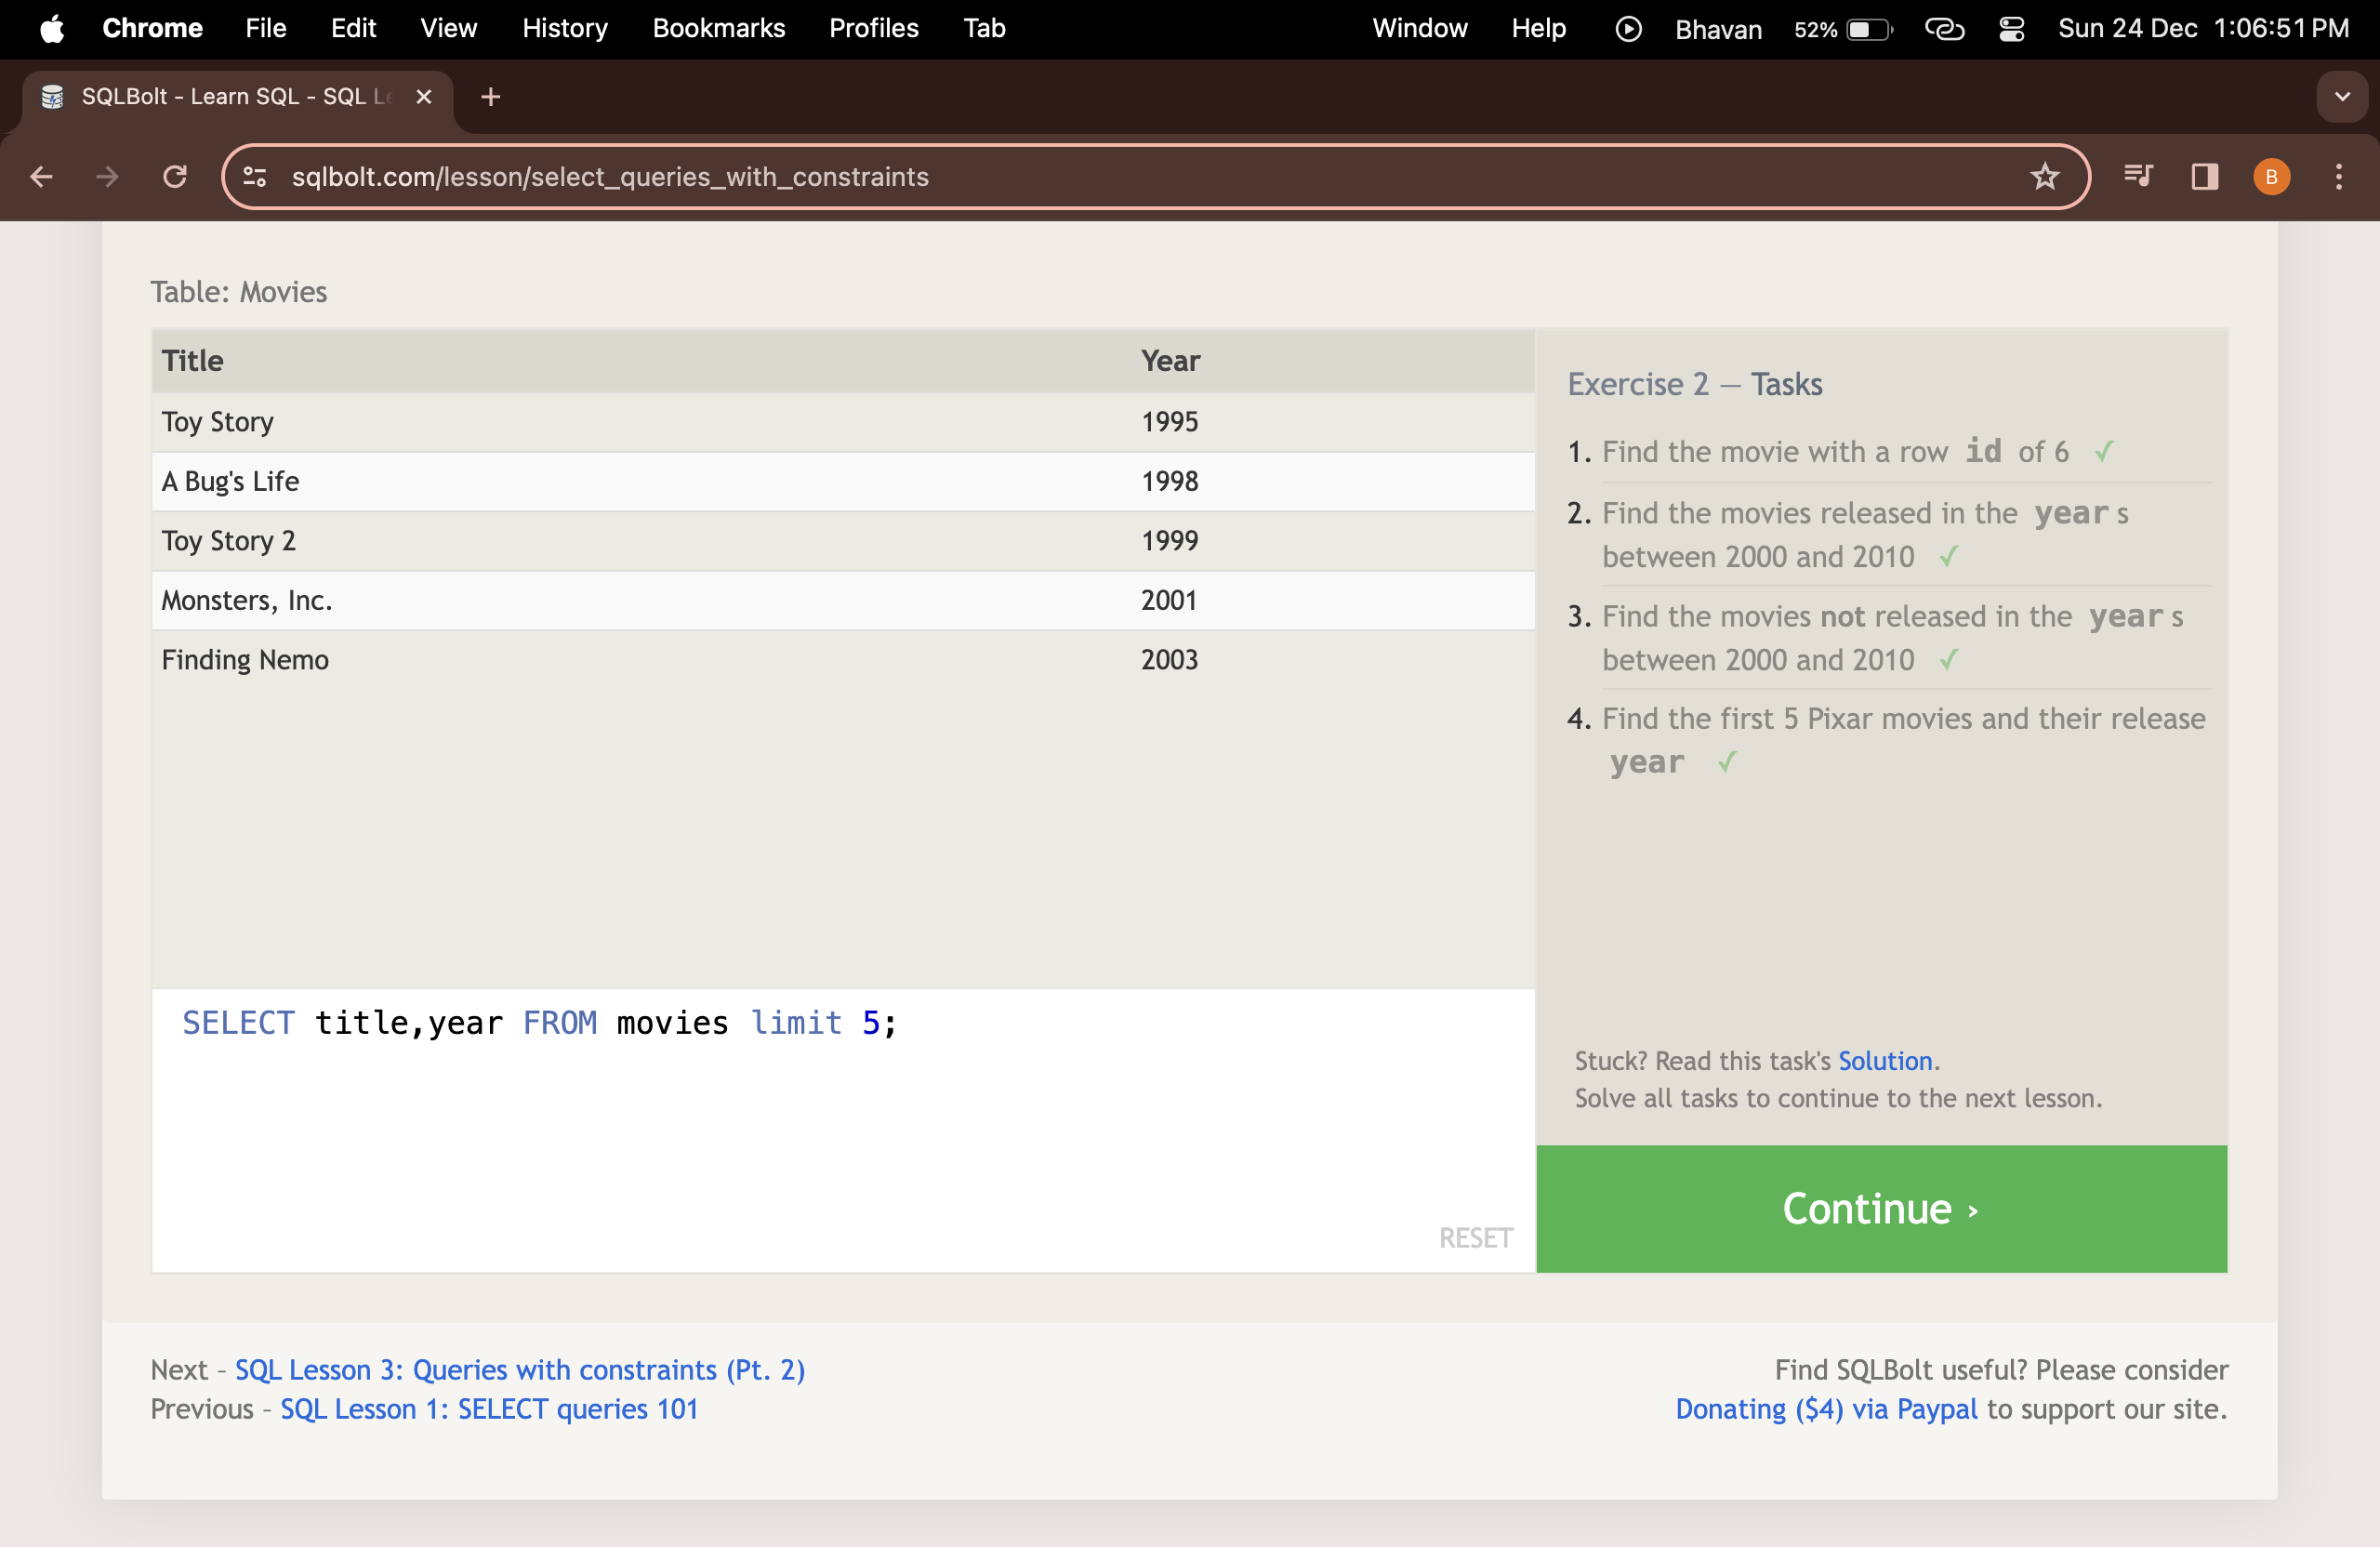 Chrome File Edit View History Bookmarks Profiles Tab Window Help Bhavan 52% Sun 24 Dec 1:06:51 PM
SQLBolt - Learn SQL - SQL
sqlbolt.com/lesson/select_queries_with_constraints B
Table: Movies
Title Year
Toy Story 1995
A Bug's Life 1998
Toy Story 2 1999
Monsters, Inc. 2001
Finding Nemo 2003
SELECT title,year FROM movies limit 5;
RESET
Exercise 2 — Tasks
1. Find the movie with a row id of 6 ✓
2. Find the movies released in the year s
between 2000 and 2010 ✓
3. Find the movies not released in the year s
between 2000 and 2010 ✓
4. Find the first 5 Pixar movies and their release
year ✓
Stuck? Read this task's Solution.
Solve all tasks to continue to the next lesson.
Continue ›
Next – SQL Lesson 3: Queries with constraints (Pt. 2)
Previous – SQL Lesson 1: SELECT queries 101
Find SQLBolt useful? Please consider
Donating ($4) via Paypal to support our site.